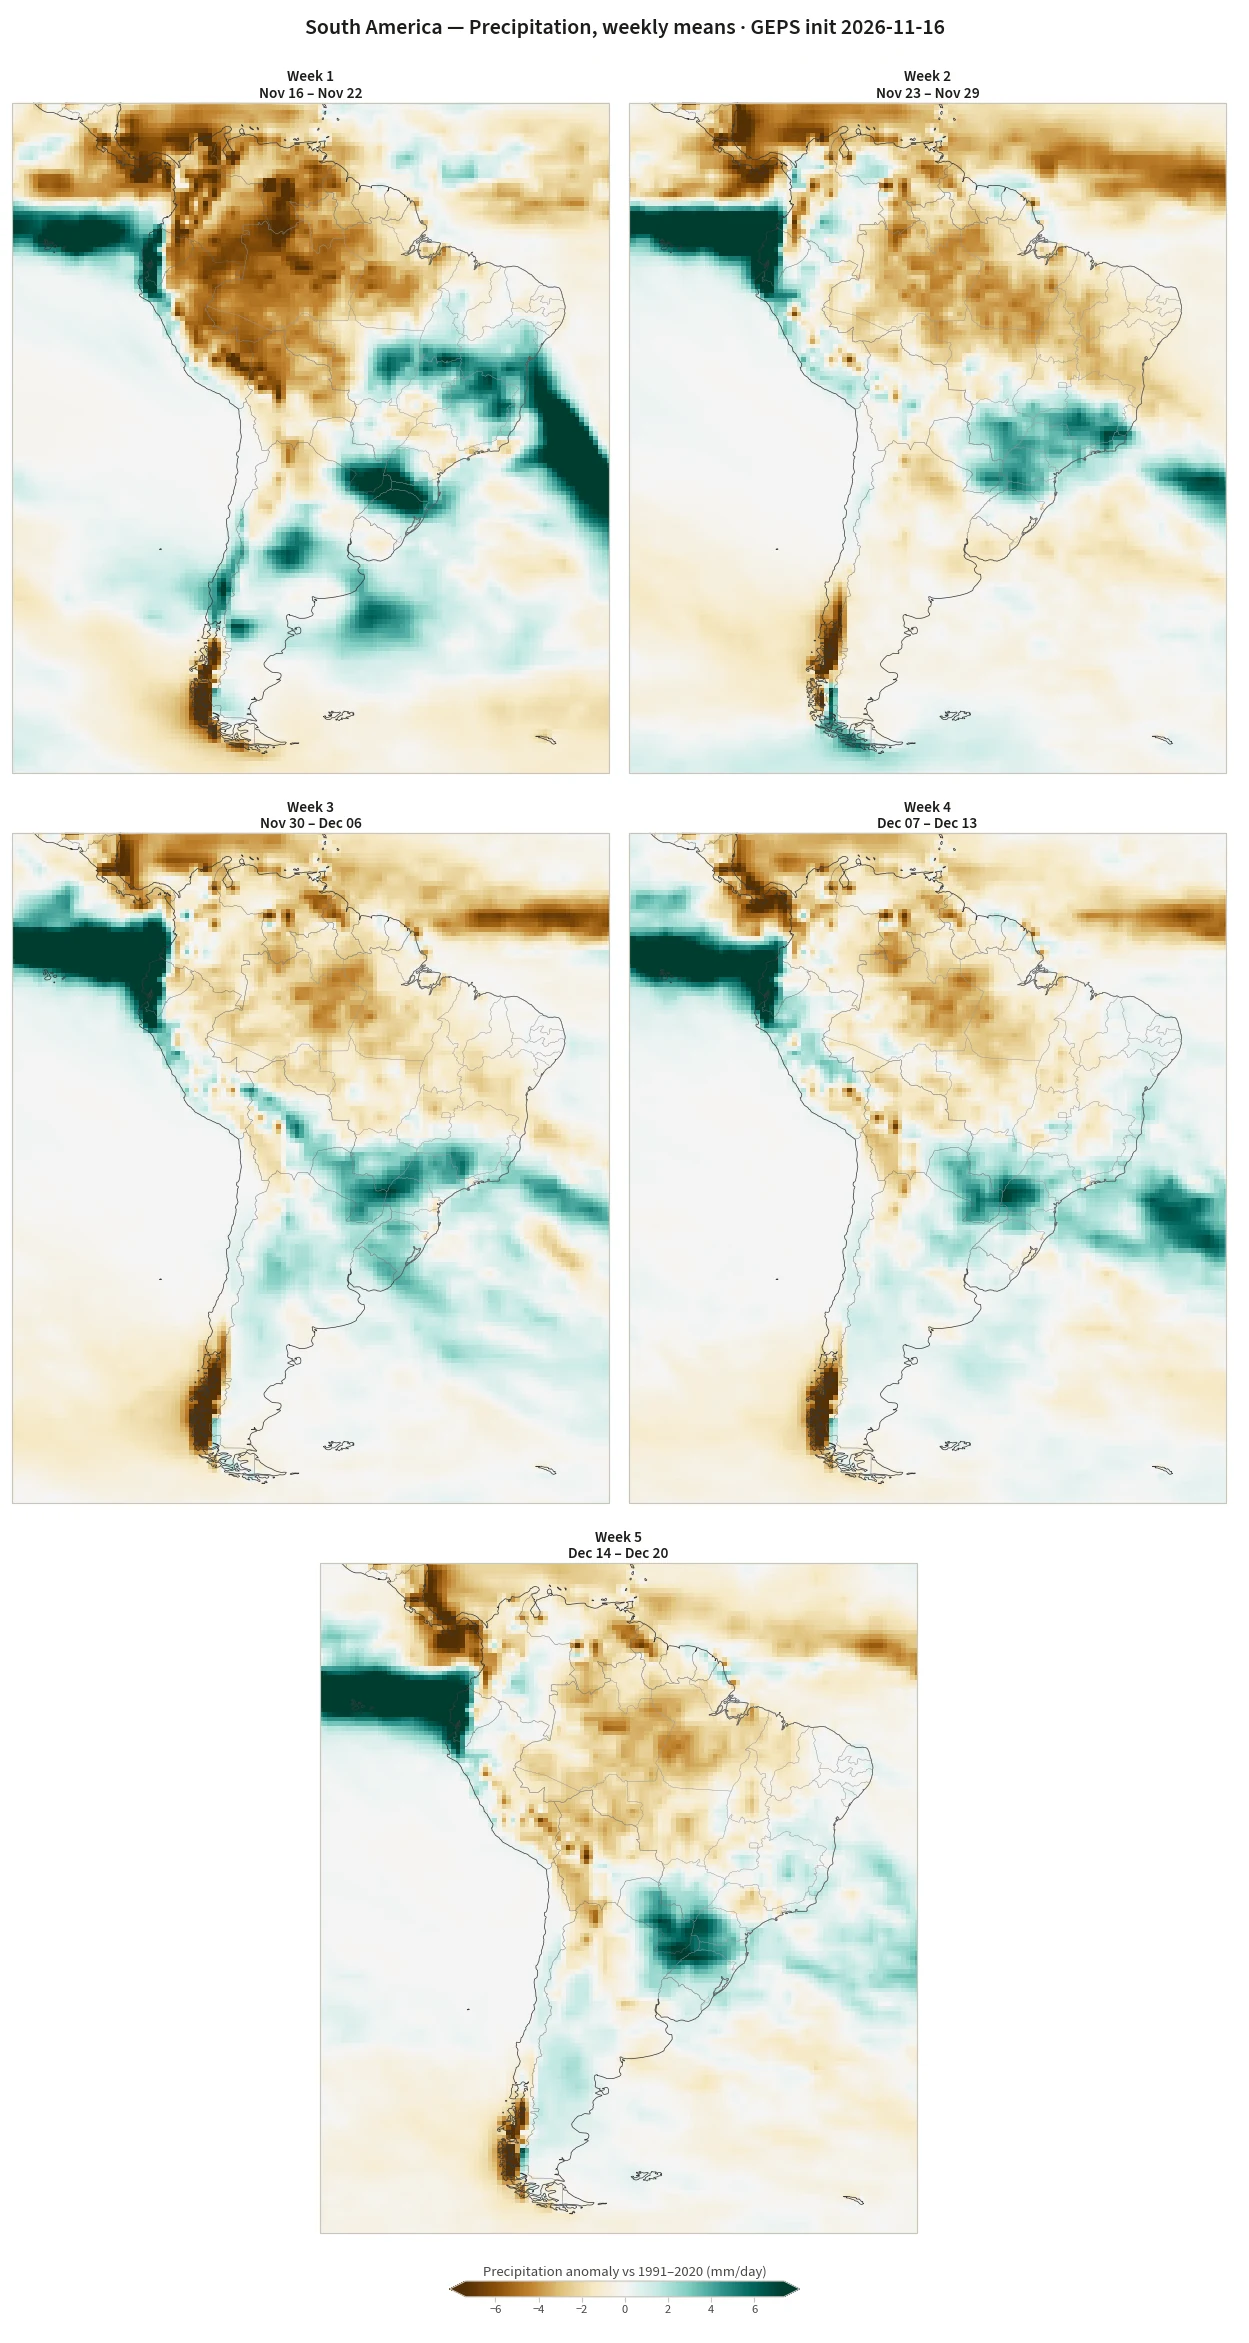 South America — Precipitation, weekly means · GEPS init 2026-11-16
Week 1
Nov 16 – Nov 22
Week 2
Nov 23 – Nov 29
Week 3
Nov 30 – Dec 06
Week 4
Dec 07 – Dec 13
Week 5
Dec 14 – Dec 20
Precipitation anomaly vs 1991–2020 (mm/day)
−6 −4 −2 0 2 4 6